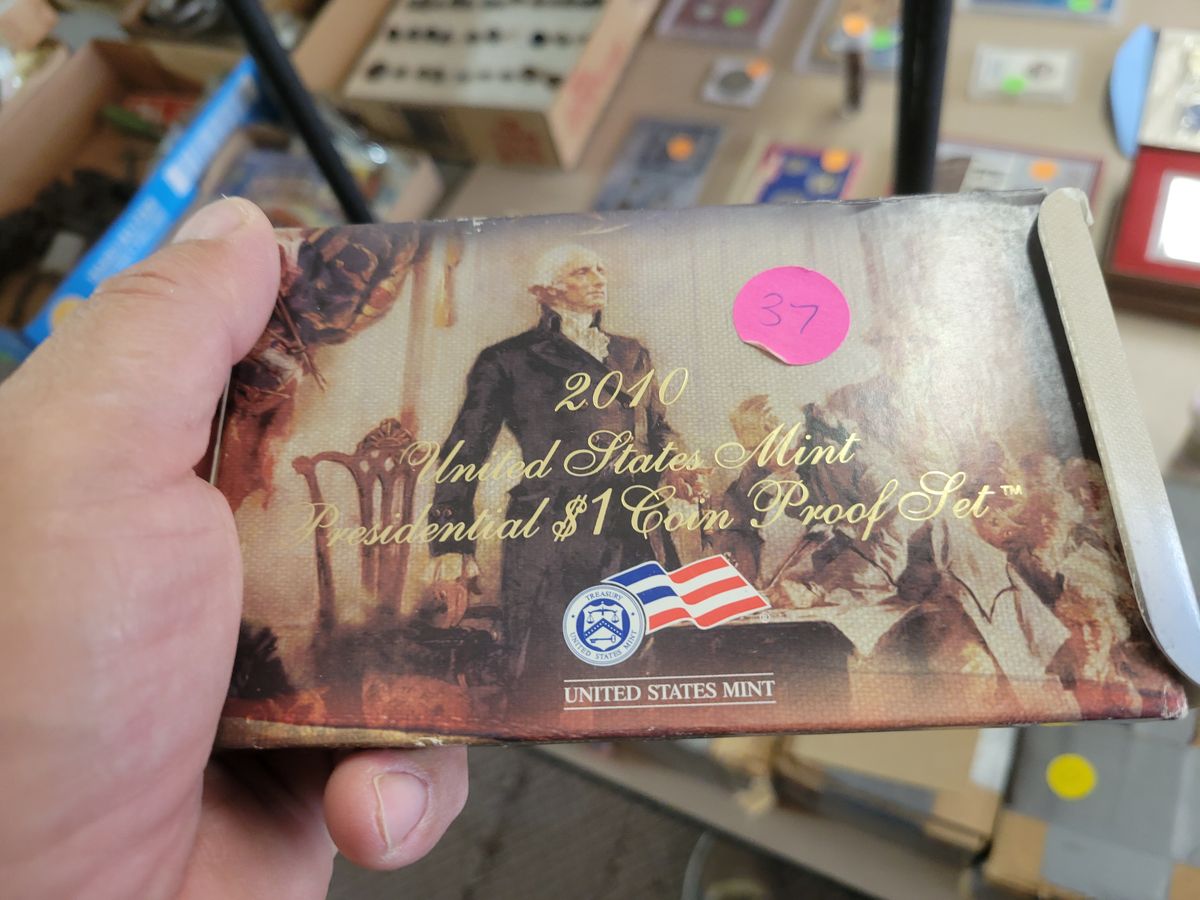 37
2010
United States Mint
Presidential $1 Coin Proof Set™
TREASURY
UNITED STATES MINT
UNITED STATES MINT